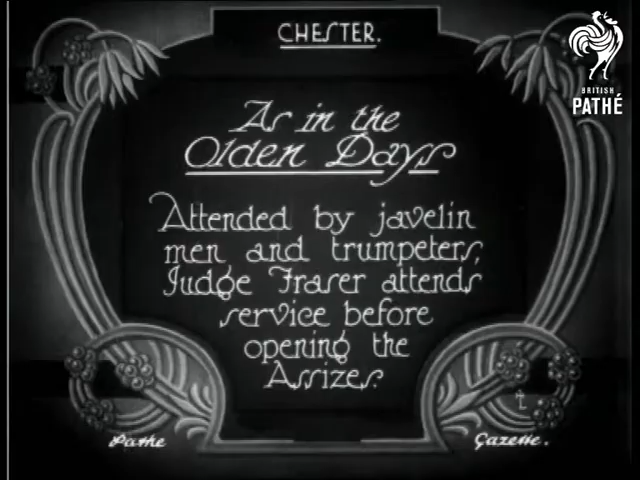 CHESTER.
BRITISH
PATHÉ
As in the
Olden Days
Attended by javelin
men and trumpeters,
Judge Fraser attends
service before
opening the
Assizes.
Pathe
Gazette.